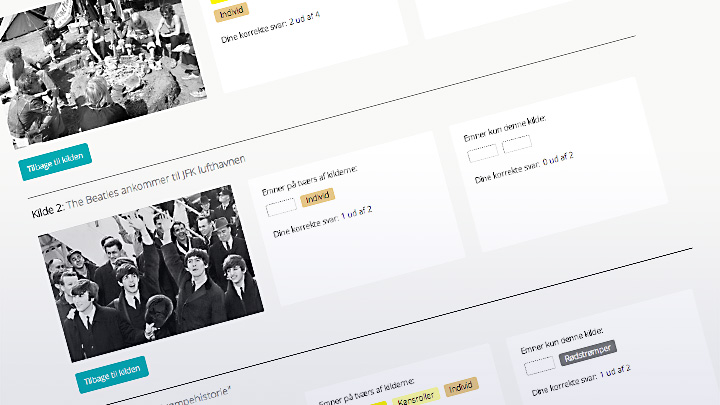 Individ
Dine korrekte svar: 2 ud af 4
Tilbage til kilden
Kilde 2: The Beatles ankommer til JFK lufthavnen
Emner på tværs af kilderne:
Individ
Dine korrekte svar: 1 ud af 2
Emner kun denne kilde:
Dine korrekte svar: 0 ud af 2
Tilbage til kilden
Emner på tværs af kilderne:
Kønsroller
Individ
Emner kun denne kilde:
Rødstrømper
Dine korrekte svar: 1 ud af 2